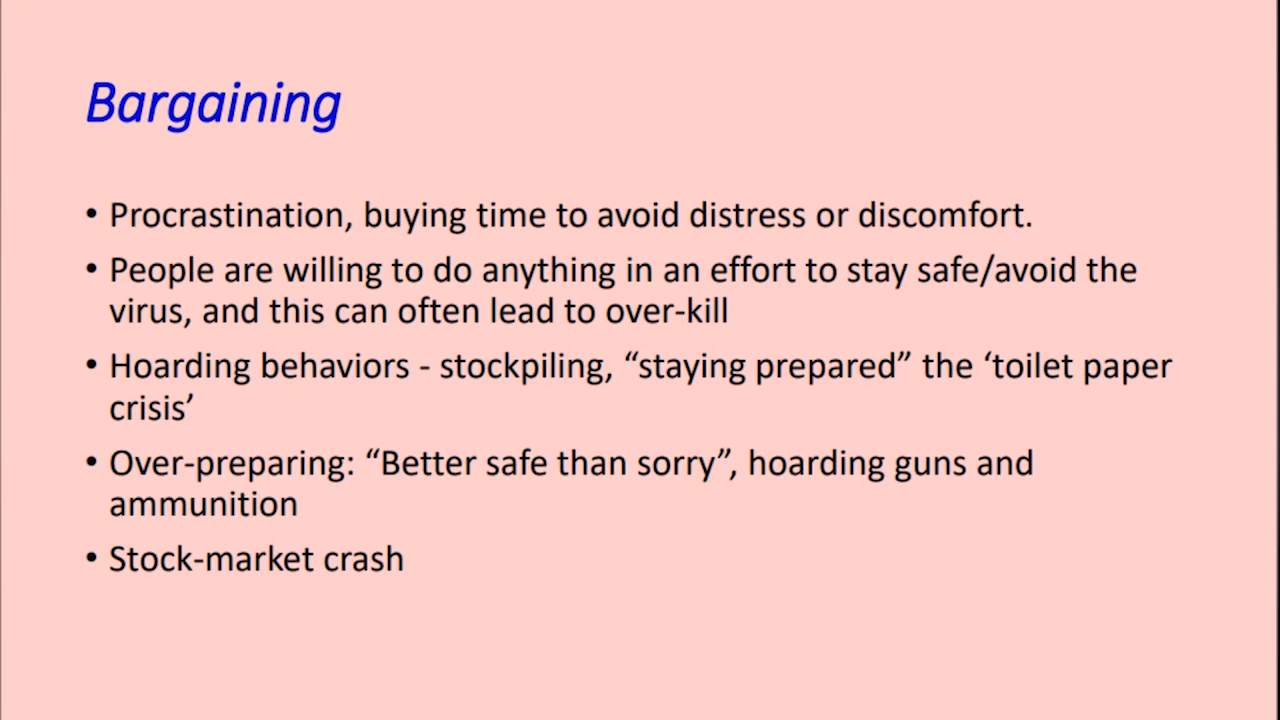 Bargaining
• Procrastination, buying time to avoid distress or discomfort.
• People are willing to do anything in an effort to stay safe/avoid the
virus, and this can often lead to over-kill
• Hoarding behaviors - stockpiling, “staying prepared” the ‘toilet paper
crisis’
• Over-preparing: “Better safe than sorry”, hoarding guns and
ammunition
• Stock-market crash